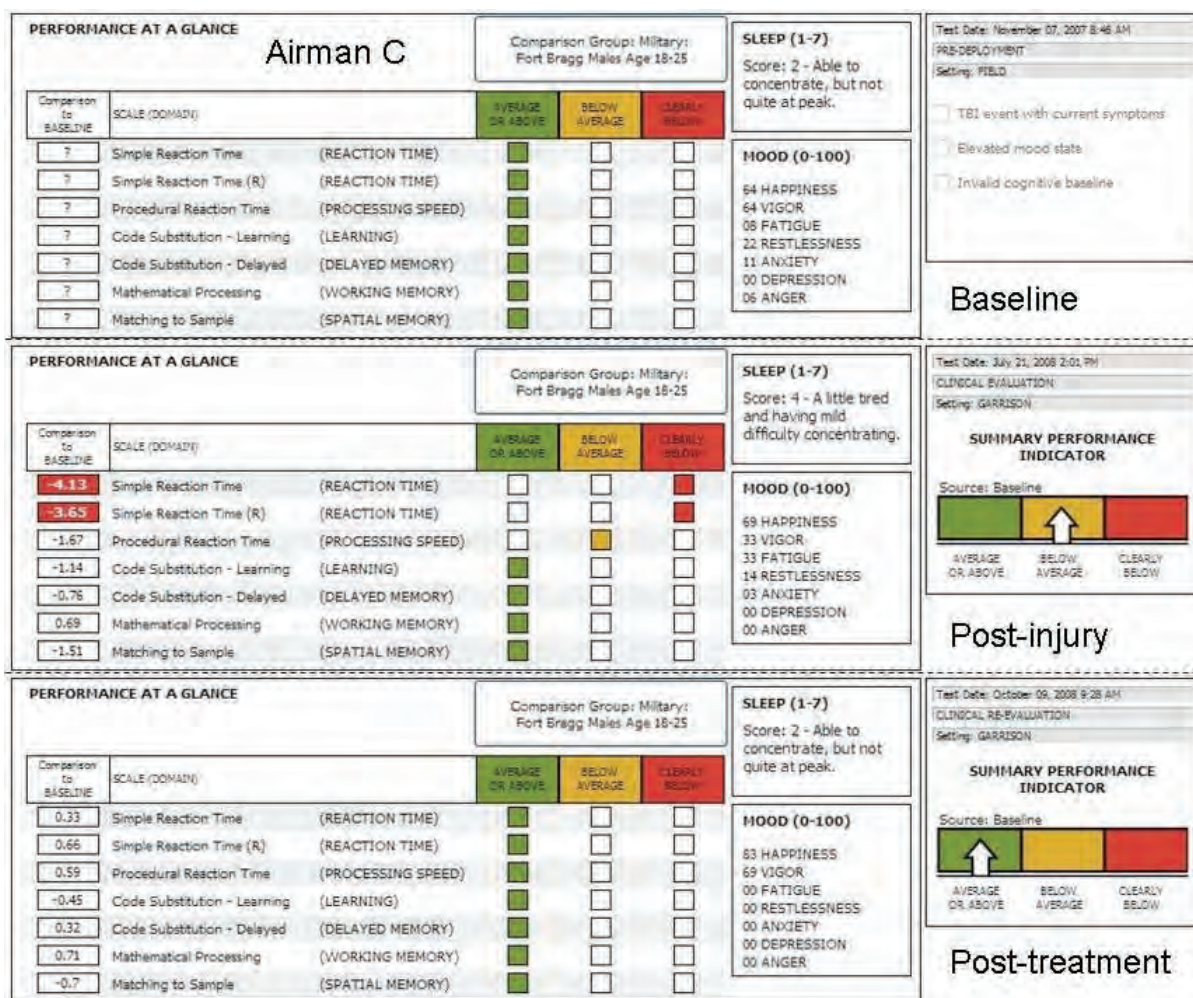 PERFORMANCE AT A GLANCE
Airman C
Comparison Group: Military:
Fort Bragg Males Age 18-25
Comparison
to
BASELINE
SCALE (DOMAIN)
AVERAGE
OR ABOVE
BELOW
AVERAGE
CLEARLY
BELOW
? Simple Reaction Time (REACTION TIME)
? Simple Reaction Time (R) (REACTION TIME)
? Procedural Reaction Time (PROCESSING SPEED)
? Code Substitution - Learning (LEARNING)
? Code Substitution - Delayed (DELAYED MEMORY)
? Mathematical Processing (WORKING MEMORY)
? Matching to Sample (SPATIAL MEMORY)
SLEEP (1-7)
Score: 2 - Able to
concentrate, but not
quite at peak.
MOOD (0-100)
64 HAPPINESS
64 VIGOR
08 FATIGUE
22 RESTLESSNESS
11 ANXIETY
00 DEPRESSION
06 ANGER
Test Date: November 07, 2007 8:46 AM
PRE-DEPLOYMENT
Setting: FIELD
TBI event with current symptoms
Elevated mood state
Invalid cognitive baseline
Baseline
PERFORMANCE AT A GLANCE
Comparison Group: Military:
Fort Bragg Males Age 18-25
Comparison
to
BASELINE
SCALE (DOMAIN)
AVERAGE
OR ABOVE
BELOW
AVERAGE
CLEARLY
BELOW
-4.13 Simple Reaction Time (REACTION TIME)
-3.65 Simple Reaction Time (R) (REACTION TIME)
-1.67 Procedural Reaction Time (PROCESSING SPEED)
-1.14 Code Substitution - Learning (LEARNING)
-0.76 Code Substitution - Delayed (DELAYED MEMORY)
0.69 Mathematical Processing (WORKING MEMORY)
-1.51 Matching to Sample (SPATIAL MEMORY)
SLEEP (1-7)
Score: 4 - A little tired
and having mild
difficulty concentrating.
MOOD (0-100)
69 HAPPINESS
33 VIGOR
33 FATIGUE
14 RESTLESSNESS
03 ANXIETY
00 DEPRESSION
00 ANGER
Test Date: July 21, 2008 2:01 PM
CLINICAL EVALUATION
Setting: GARRISON
SUMMARY PERFORMANCE
INDICATOR
Source: Baseline
AVERAGE
OR ABOVE
BELOW
AVERAGE
CLEARLY
BELOW
Post-injury
PERFORMANCE AT A GLANCE
Comparison Group: Military:
Fort Bragg Males Age 18-25
Comparison
to
BASELINE
SCALE (DOMAIN)
AVERAGE
OR ABOVE
BELOW
AVERAGE
CLEARLY
BELOW
0.33 Simple Reaction Time (REACTION TIME)
0.66 Simple Reaction Time (R) (REACTION TIME)
0.59 Procedural Reaction Time (PROCESSING SPEED)
-0.45 Code Substitution - Learning (LEARNING)
0.32 Code Substitution - Delayed (DELAYED MEMORY)
0.71 Mathematical Processing (WORKING MEMORY)
-0.7 Matching to Sample (SPATIAL MEMORY)
SLEEP (1-7)
Score: 2 - Able to
concentrate, but not
quite at peak.
MOOD (0-100)
63 HAPPINESS
69 VIGOR
00 FATIGUE
00 RESTLESSNESS
00 ANXIETY
00 DEPRESSION
00 ANGER
Test Date: October 09, 2008 9:28 AM
CLINICAL RE-EVALUATION
Setting: GARRISON
SUMMARY PERFORMANCE
INDICATOR
Source: Baseline
AVERAGE
OR ABOVE
BELOW
AVERAGE
CLEARLY
BELOW
Post-treatment